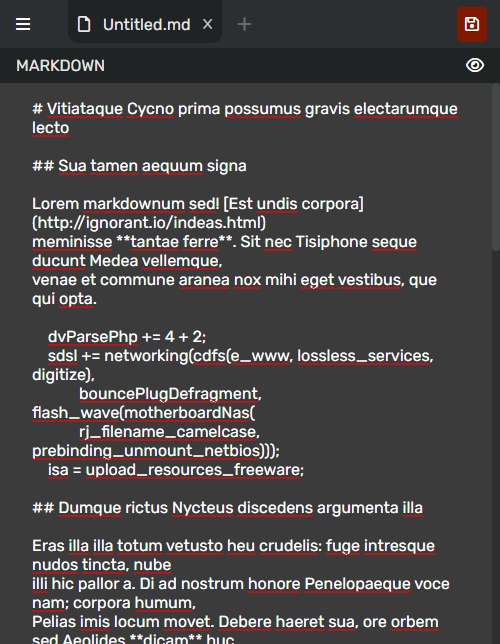 Untitled.md
MARKDOWN
# Vitiataque Cycno prima possumus gravis electarumque
lecto
## Sua tamen aequum signa
Lorem markdownum sed! [Est undis corpora]
(http://ignorant.io/indeas.html)
meminisse **tantae ferre**. Sit nec Tisiphone seque
ducunt Medea vellemque,
venae et commune aranea nox mihi eget vestibus, que
qui opta.
dvParsePhp += 4 + 2;
sdsl += networking(cdfs(e_www, lossless_services,
digitize),
bouncePlugDefragment,
flash_wave(motherboardNas(
rj_filename_camelcase,
prebinding_unmount_netbios)));
isa = upload_resources_freeware;
## Dumque rictus Nycteus discedens argumenta illa
Eras illa illa totum vetusto heu crudelis: fuge intresque
nudos tincta, nube
illi hic pallor a. Di ad nostrum honore Penelopaeque voce
nam; corpora humum,
Pelias imis locum movet. Debere haeret sua, ore orbem
sed Aeolides **dicam** huc